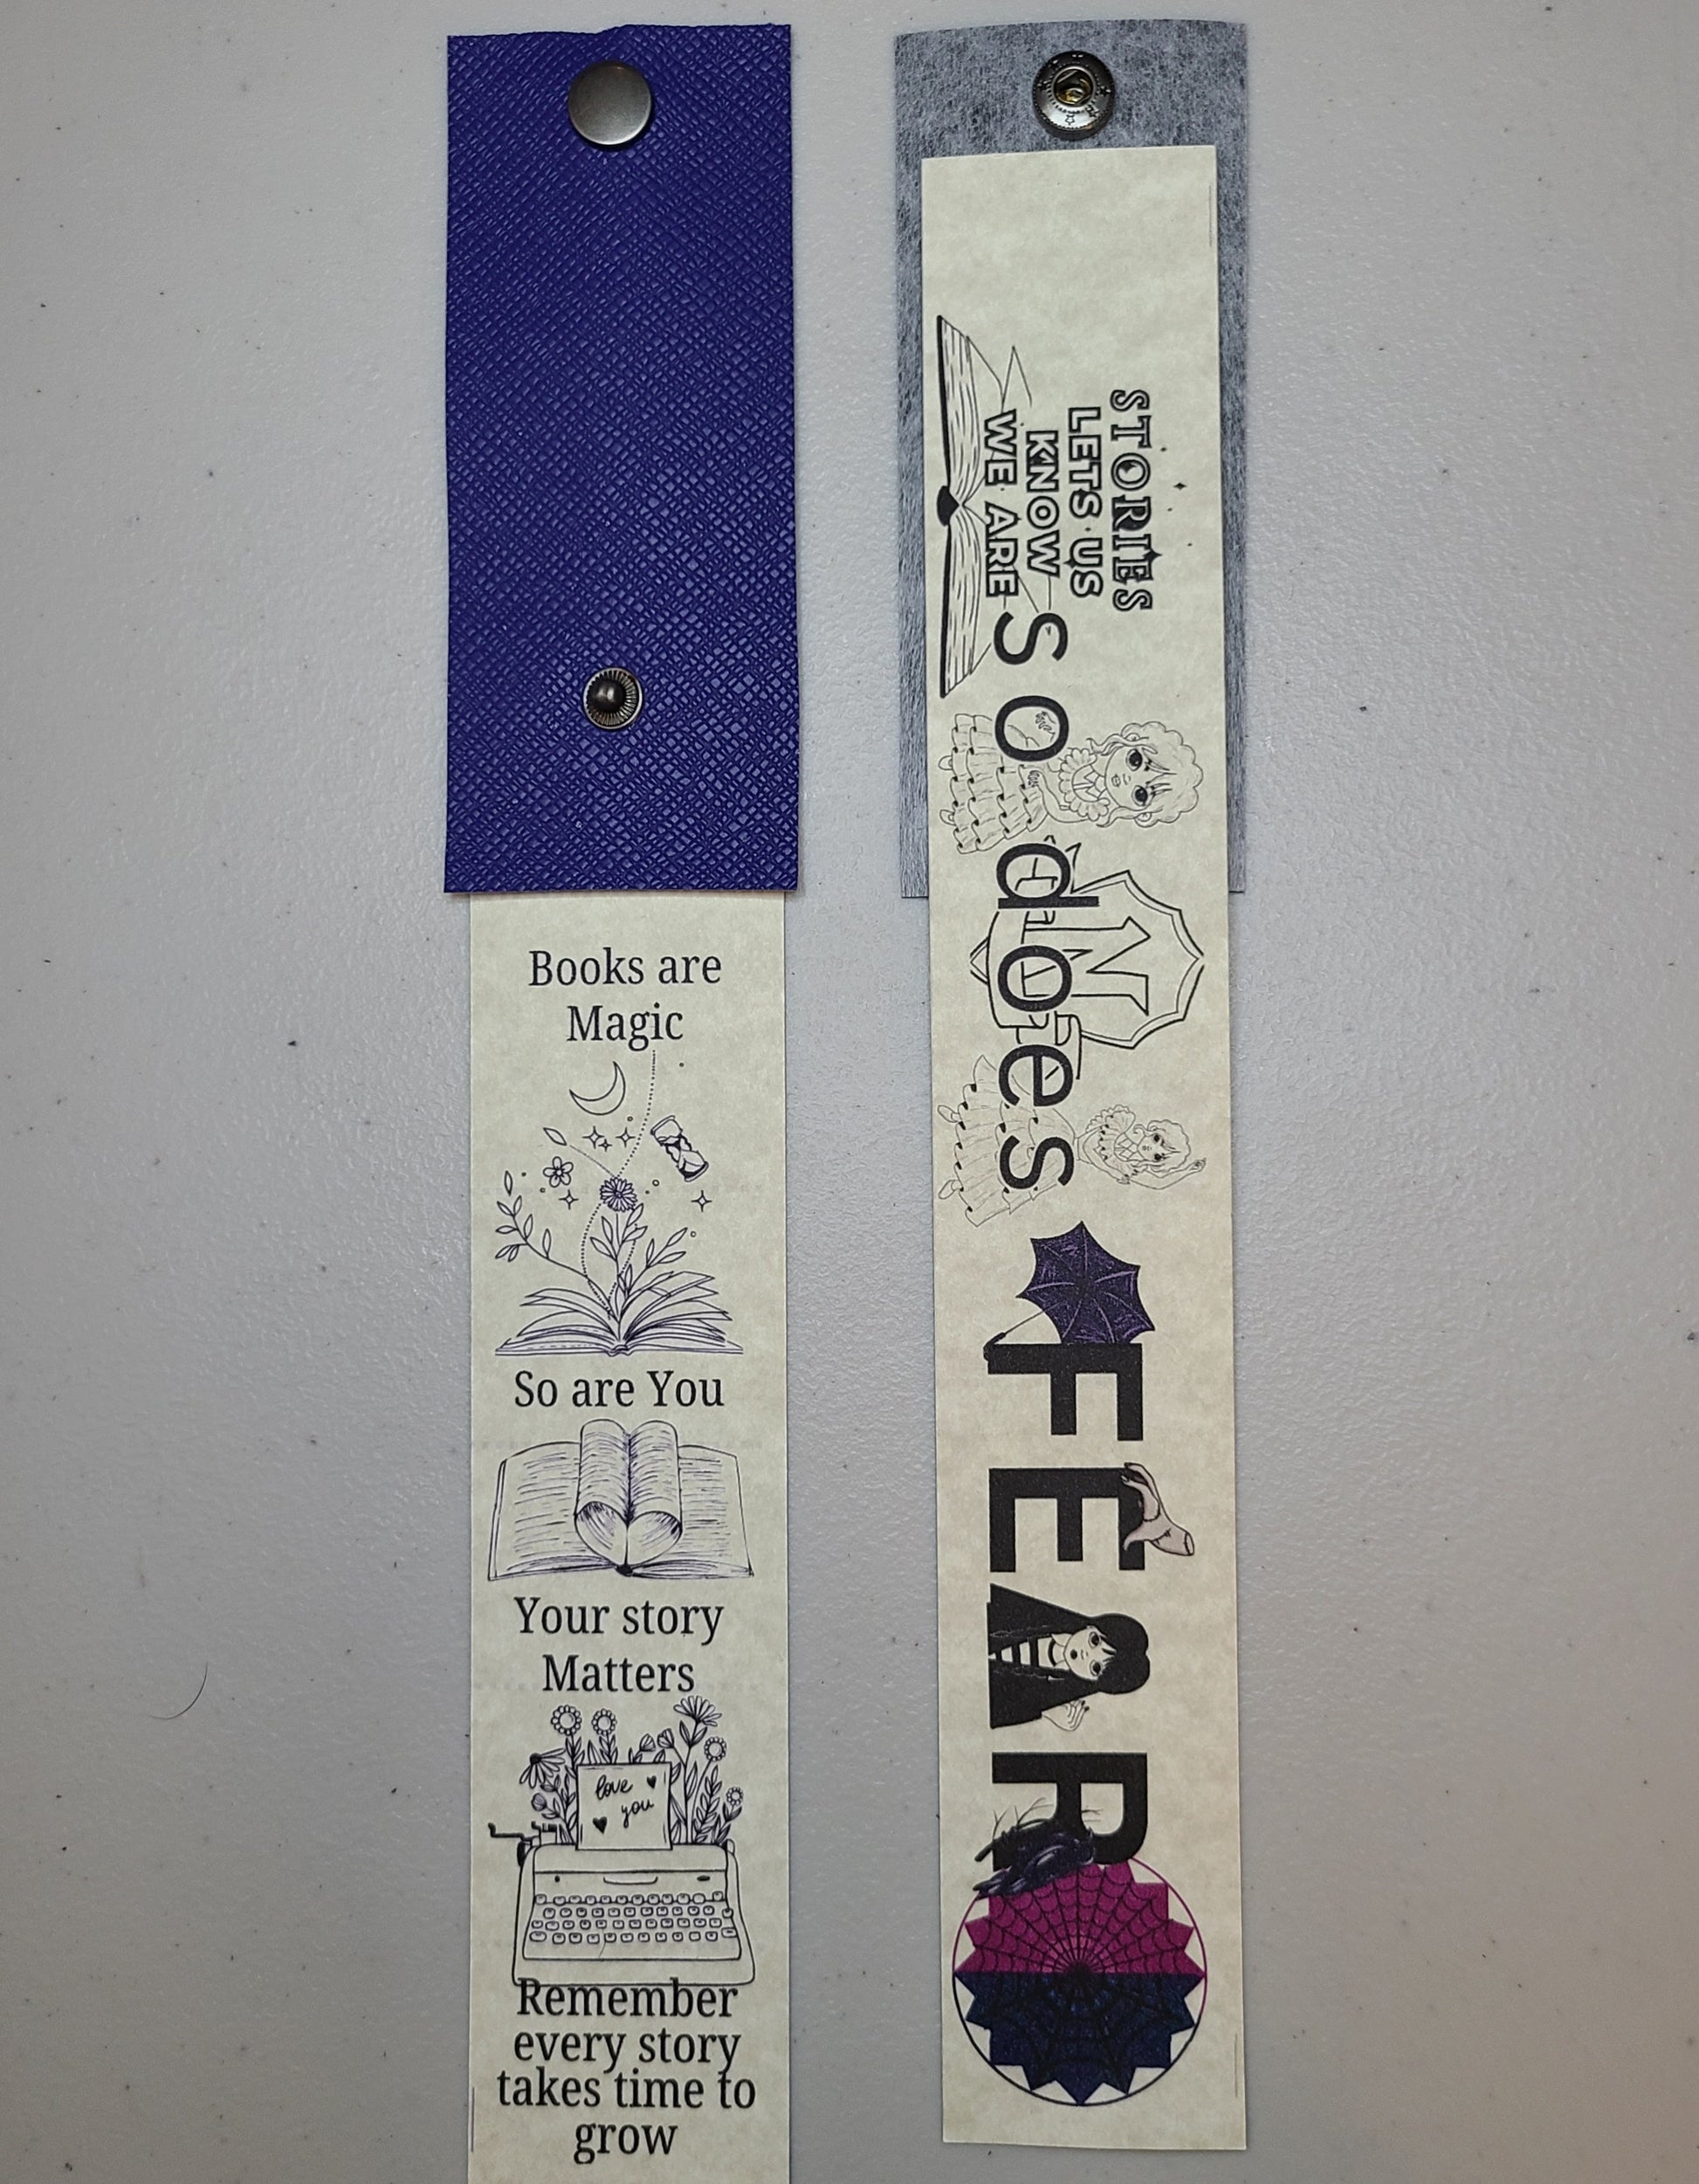 Books are
Magic
So are You
Your story
Matters
love
you
Remember
every story
takes time to
grow
STORIES
LETS US
KNOW
WE ARE
So does
FEAR
N